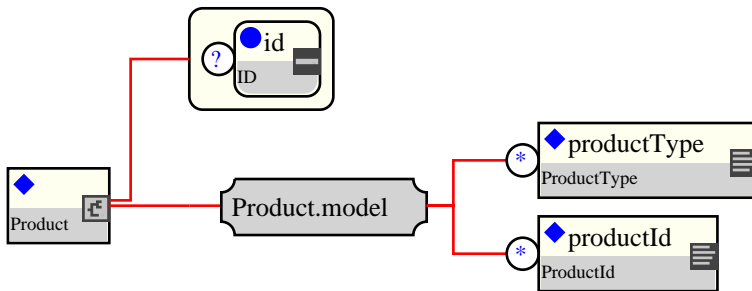 ? id
ID
Product
Product.model
* productType
ProductType
* productId
ProductId